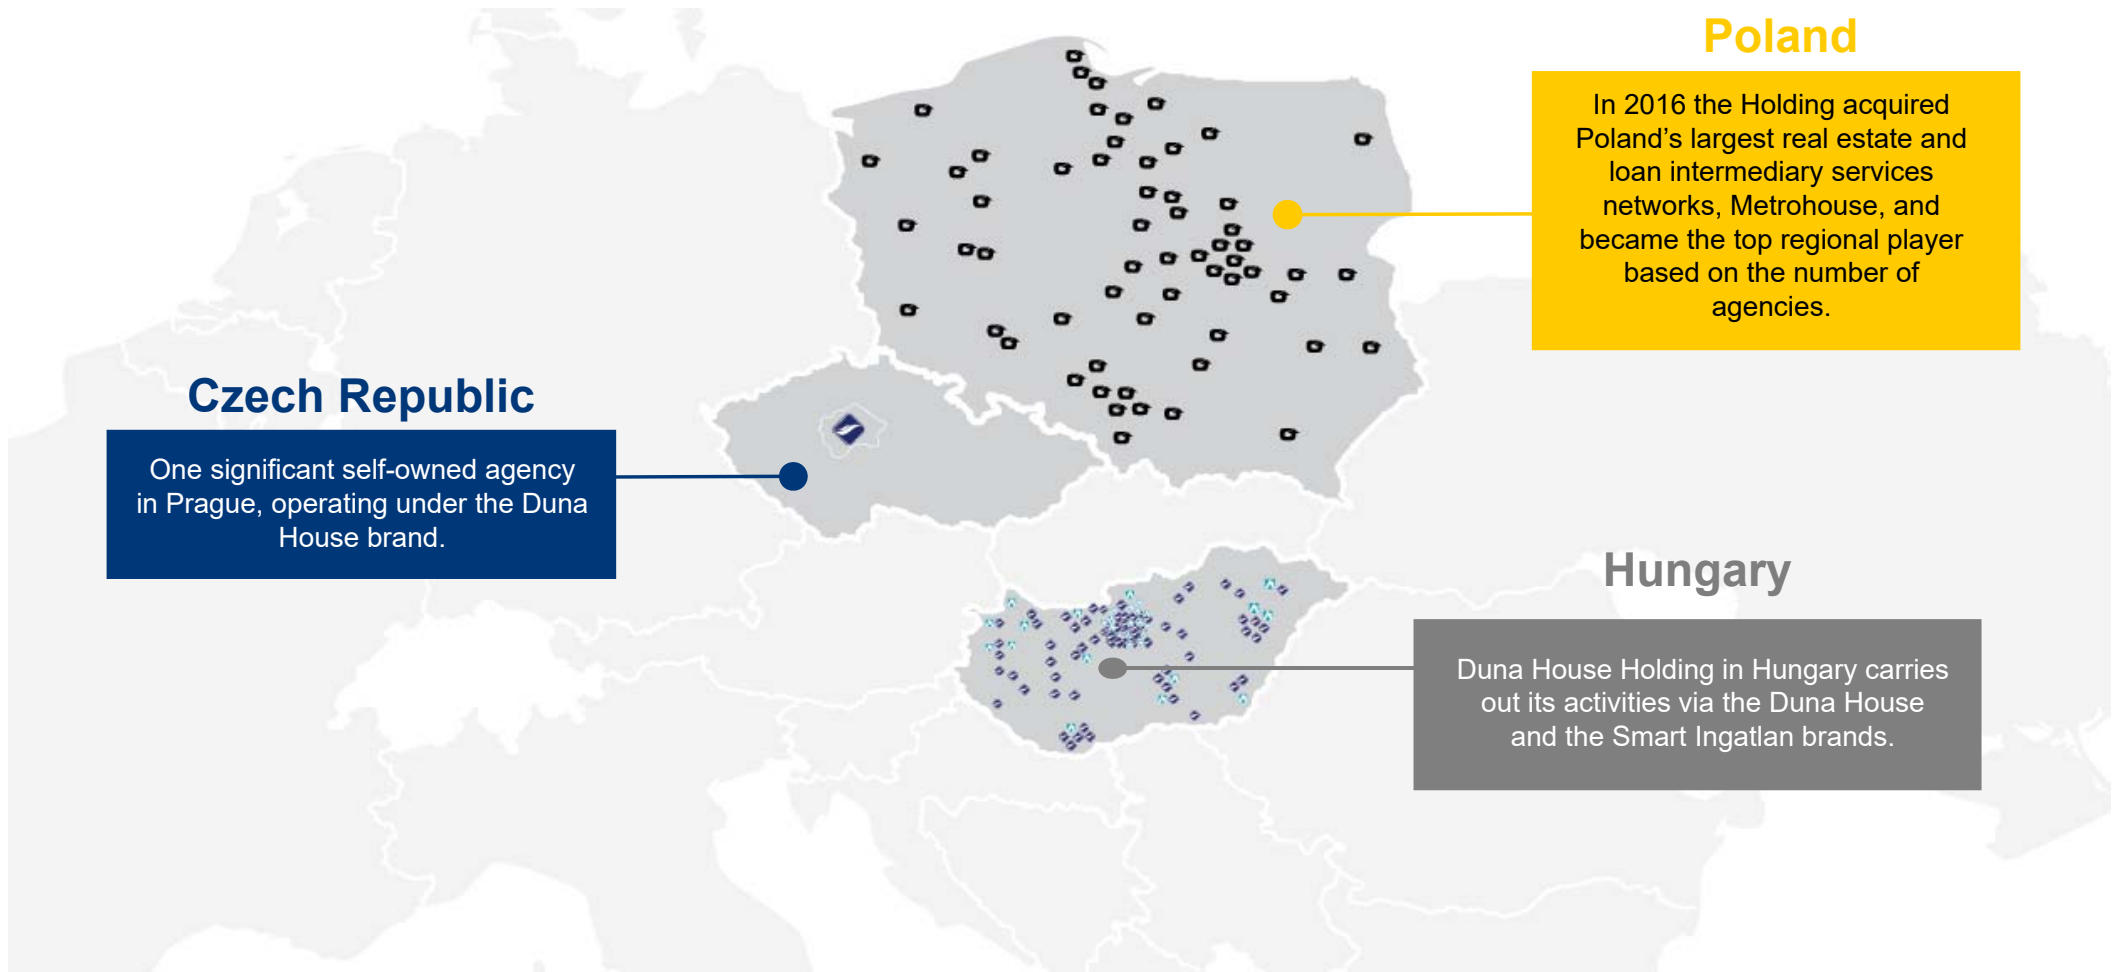 Poland
In 2016 the Holding acquired
Poland’s largest real estate and
loan intermediary services
networks, Metrohouse, and
became the top regional player
based on the number of
agencies.
Czech Republic
One significant self-owned agency
in Prague, operating under the Duna
House brand.
Hungary
Duna House Holding in Hungary carries
out its activities via the Duna House
and the Smart Ingatlan brands.